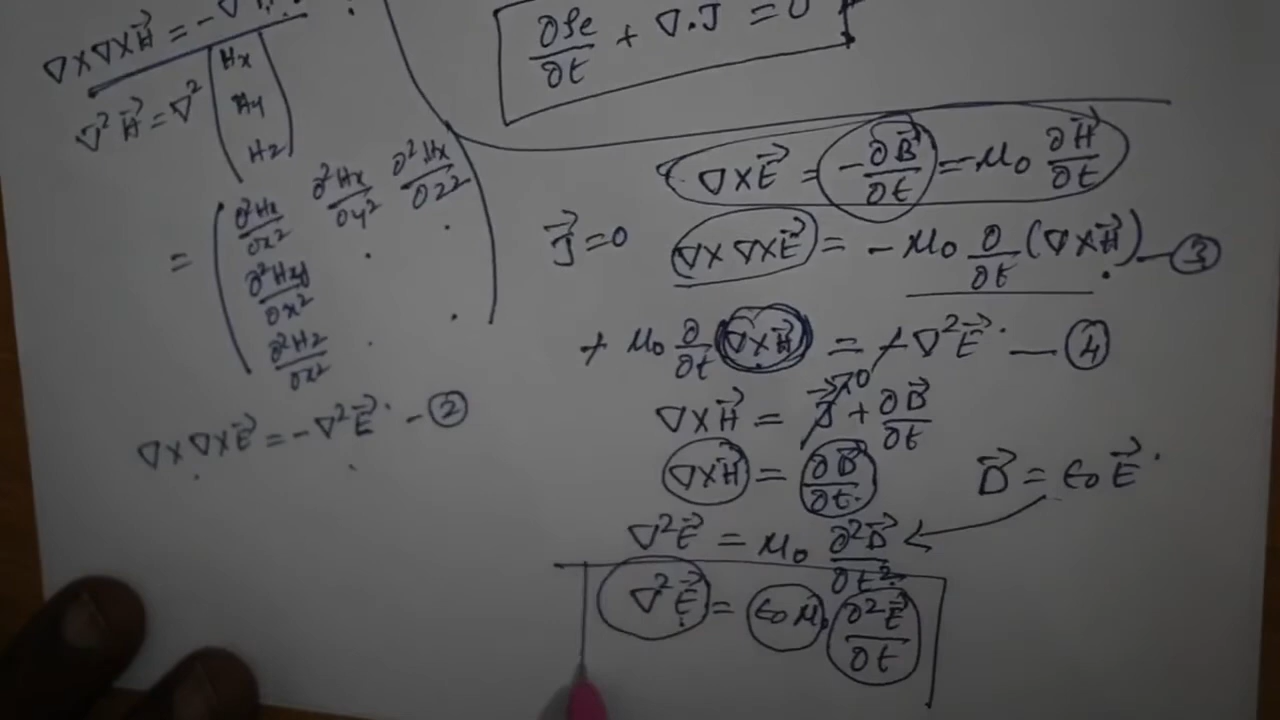 ∇×∇×H⃗ = -∇
∇²H⃗ = ∇² (Hx
Hy
Hz)
= (∂²Hx/∂x² ∂²Hx/∂y² ∂²Hx/∂z²
∂²Hy/∂x² . .
∂²Hz/∂x² . .)
∇×∇×E⃗ = -∇²E⃗ - ②
∂ρe/∂t + ∇.J = 0
∇×E⃗ = -∂B⃗/∂t = -μ₀ ∂H⃗/∂t
J⃗=0 ∇×∇×E⃗ = -μ₀ ∂/∂t (∇×H⃗) - ③
+ μ₀ ∂/∂t (∇×H⃗) = +∇²E⃗ - ④
∇×H⃗ = J⃗ + ∂D⃗/∂t
∇×H⃗ = ∂D⃗/∂t D⃗ = ε₀E⃗
∇²E⃗ = μ₀ ∂²D⃗/∂t²
∇²E⃗ = ε₀μ₀ ∂²E⃗/∂t